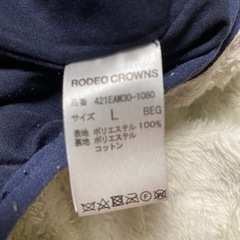 RODEO CROWNS
品番 421EAM30-1080
サイズ L BEG
表地 ポリエステル 100%
裏地 ポリエステル
コットン